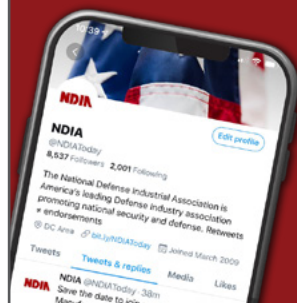 10:39
NDIA
NDIA
Edit profile
@NDIAToday
8,537 Followers 2,001 Following
The National Defense Industrial Association is
America's leading Defense Industry association
promoting national security and defense. Retweets
≠ endorsements
DC Area bit.ly/NDIAToday Joined March 2009
Tweets Tweets & replies Media Likes
NDIA
NDIA @NDIAToday · 38m
Save the date to join